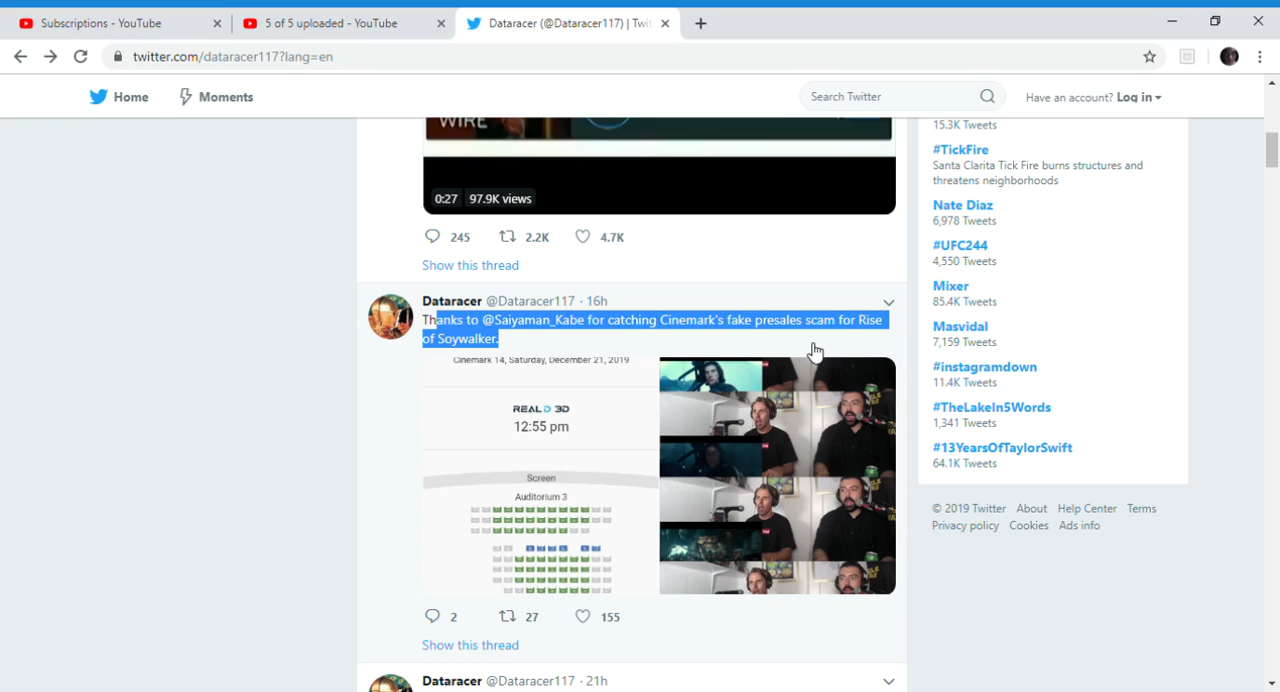 Subscriptions - YouTube
5 of 5 uploaded - YouTube
Dataracer (@Dataracer117) | Twit
twitter.com/dataracer117?lang=en
Home
Moments
Search Twitter
Have an account? Log in
WIRE
0:27 97.9K views
245 2.2K 4.7K
Show this thread
Dataracer @Dataracer117 · 16h
Thanks to @Saiyaman_Kabe for catching Cinemark's fake presales scam for Rise
of Soywalker.
Cinemark 14, Saturday, December 21, 2019
REAL D 3D
12:55 pm
Screen
Auditorium 3
2 27 155
Show this thread
Dataracer @Dataracer117 · 21h
15.3K Tweets
#TickFire
Santa Clarita Tick Fire burns structures and
threatens neighborhoods
Nate Diaz
6,978 Tweets
#UFC244
4,550 Tweets
Mixer
85.4K Tweets
Masvidal
7,159 Tweets
#instagramdown
11.4K Tweets
#TheLakeIn5Words
1,341 Tweets
#13YearsOfTaylorSwift
64.1K Tweets
© 2019 Twitter About Help Center Terms
Privacy policy Cookies Ads info